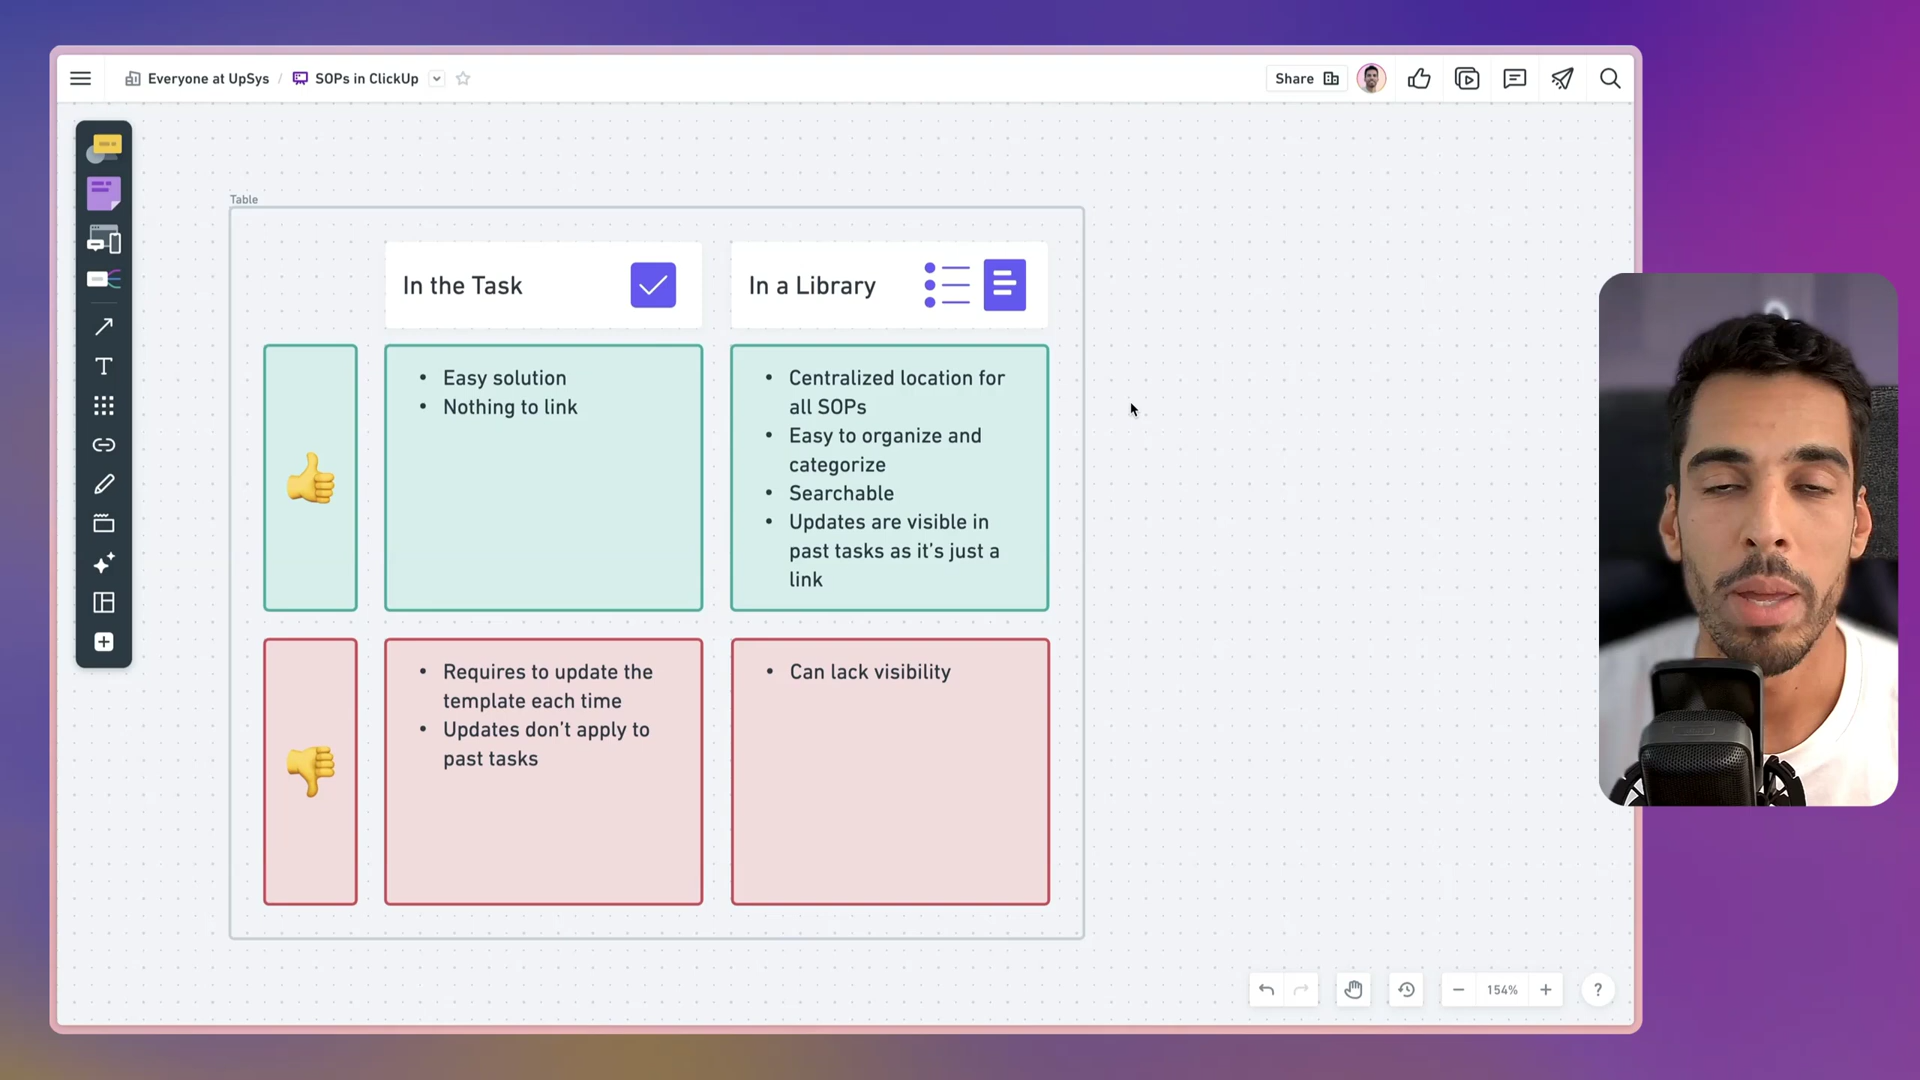 Everyone at UpSys / SOPs in ClickUp
Share
Table
In the Task
In a Library
• Easy solution
• Nothing to link
• Centralized location for
all SOPs
• Easy to organize and
categorize
• Searchable
• Updates are visible in
past tasks as it's just a
link
• Requires to update the
template each time
• Updates don't apply to
past tasks
• Can lack visibility
154%
?